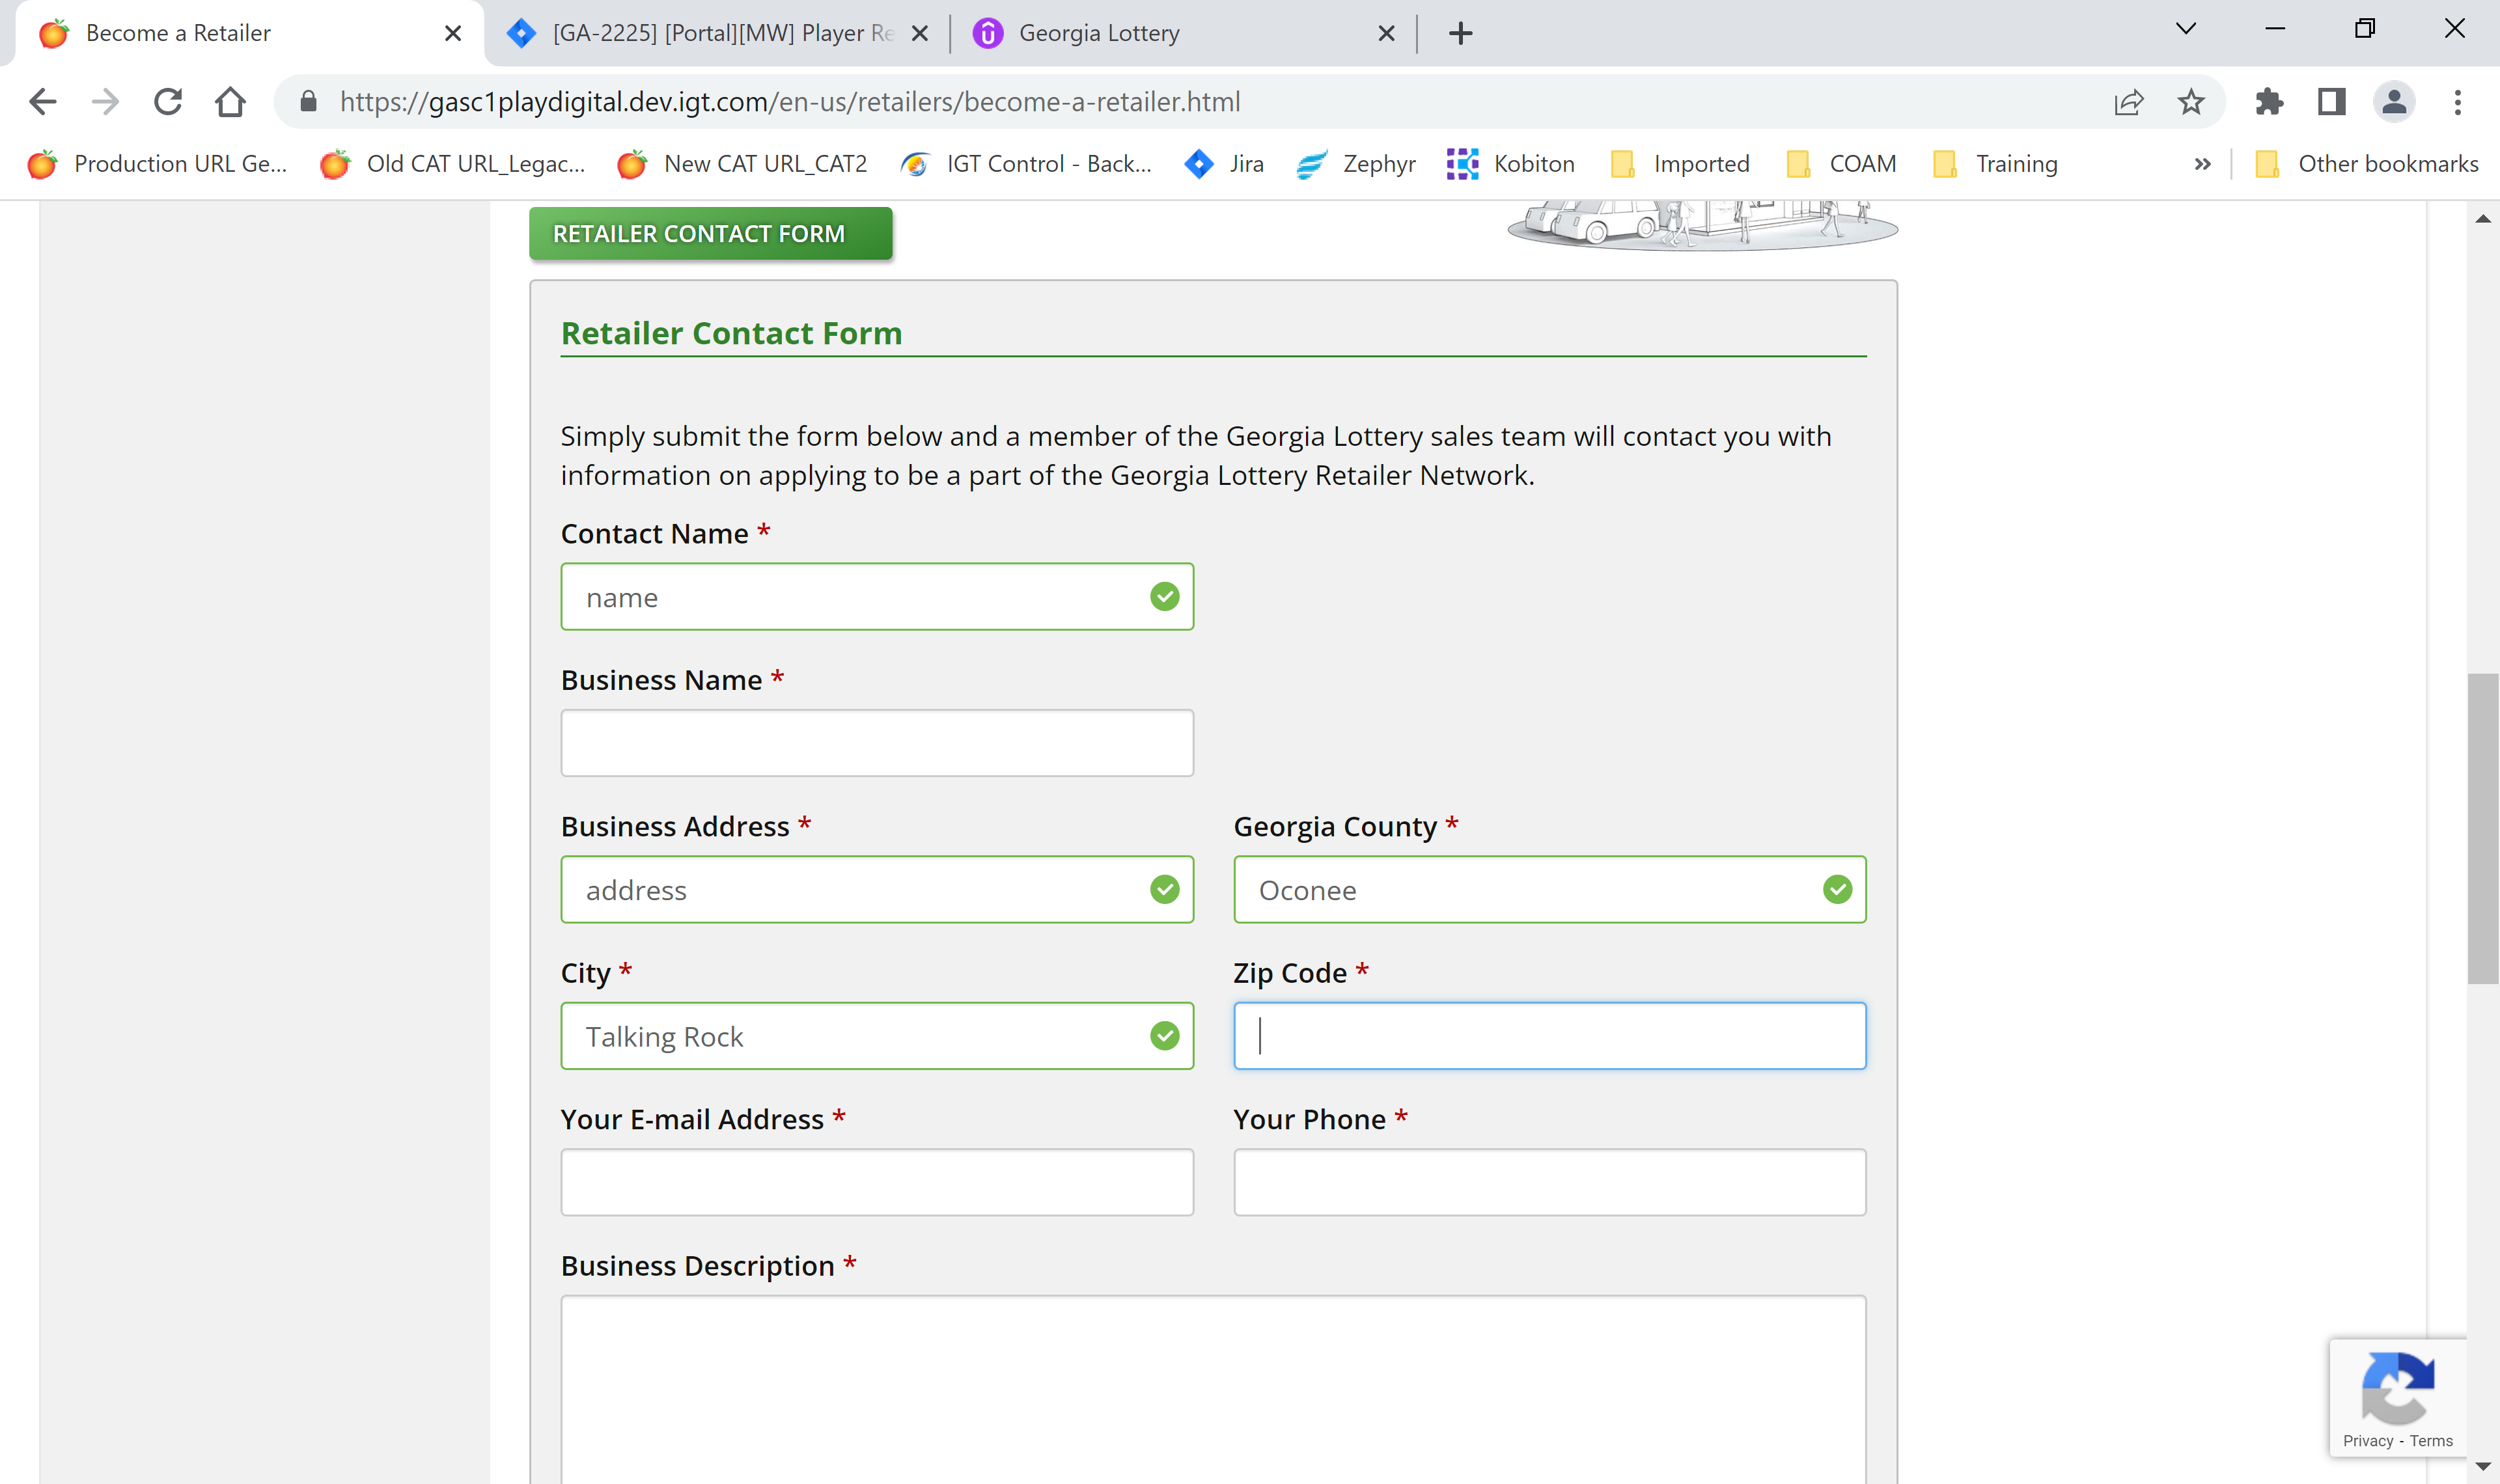 Become a Retailer
[GA-2225] [Portal][MW] Player Re
Georgia Lottery
https://gasc1playdigital.dev.igt.com/en-us/retailers/become-a-retailer.html
Production URL Ge...
Old CAT URL_Legac...
New CAT URL_CAT2
IGT Control - Back...
Jira
Zephyr
Kobiton
Imported
COAM
Training
»
Other bookmarks
RETAILER CONTACT FORM
Retailer Contact Form
Simply submit the form below and a member of the Georgia Lottery sales team will contact you with
information on applying to be a part of the Georgia Lottery Retailer Network.
Contact Name *
name
Business Name *
Business Address *
Georgia County *
address
Oconee
City *
Zip Code *
Talking Rock
Your E-mail Address *
Your Phone *
Business Description *
Privacy - Terms